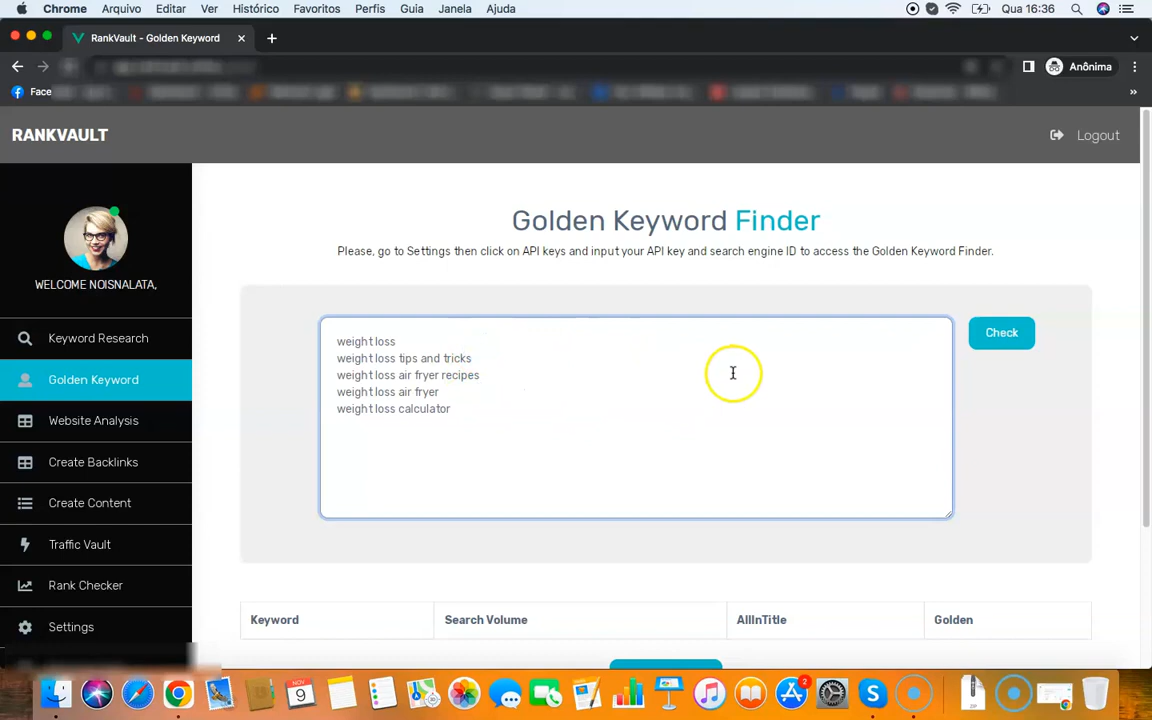 Chrome Arquivo Editar Ver Histórico Favoritos Perfis Guia Janela Ajuda Qua 16:36
RankVault - Golden Keyword
Anônima
Face
RANKVAULT
Logout
WELCOME NOISNALATA,
Keyword Research
Golden Keyword
Website Analysis
Create Backlinks
Create Content
Traffic Vault
Rank Checker
Settings
Golden Keyword Finder
Please, go to Settings then click on API keys and input your API key and search engine ID to access the Golden Keyword Finder.
weight loss
weight loss tips and tricks
weight loss air fryer recipes
weight loss air fryer
weight loss calculator
Check
Keyword Search Volume AllInTitle Golden
NOV
9
2